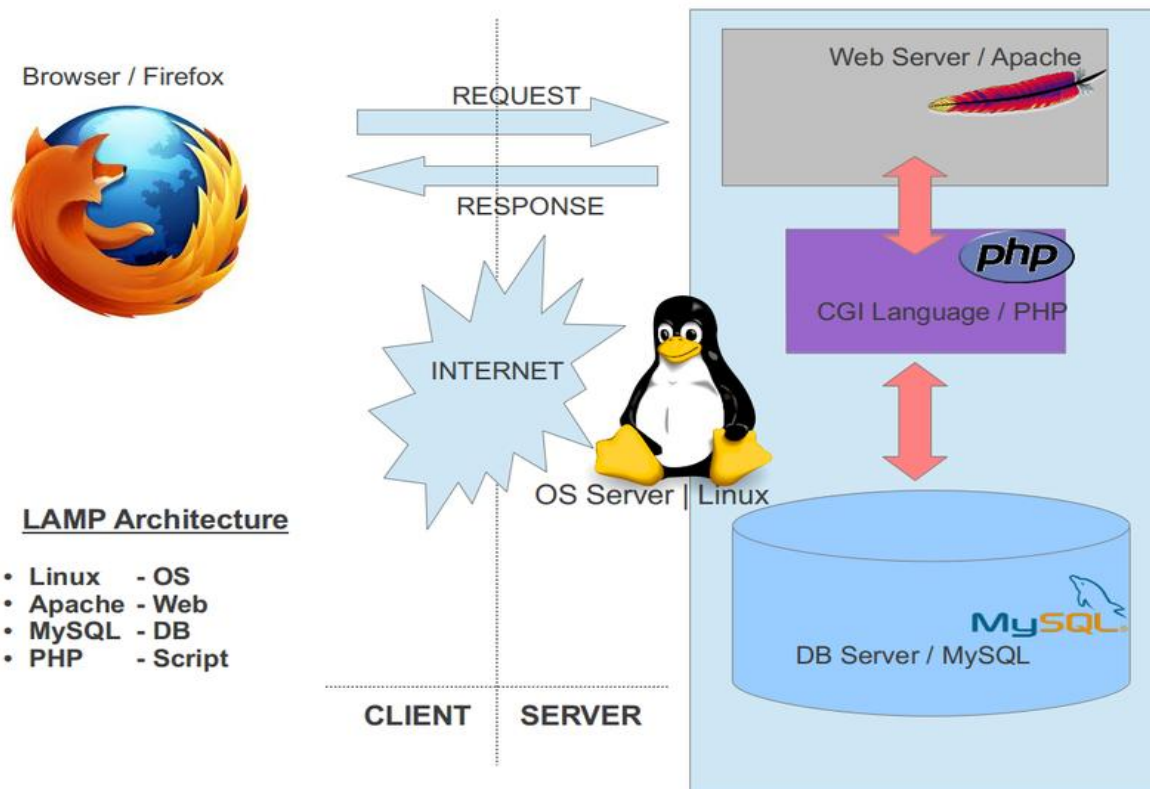 Browser / Firefox
REQUEST
RESPONSE
INTERNET
OS Server | Linux
Web Server / Apache
php
CGI Language / PHP
MySQL®
DB Server / MySQL
LAMP Architecture
• Linux - OS
• Apache - Web
• MySQL - DB
• PHP - Script
CLIENT
SERVER